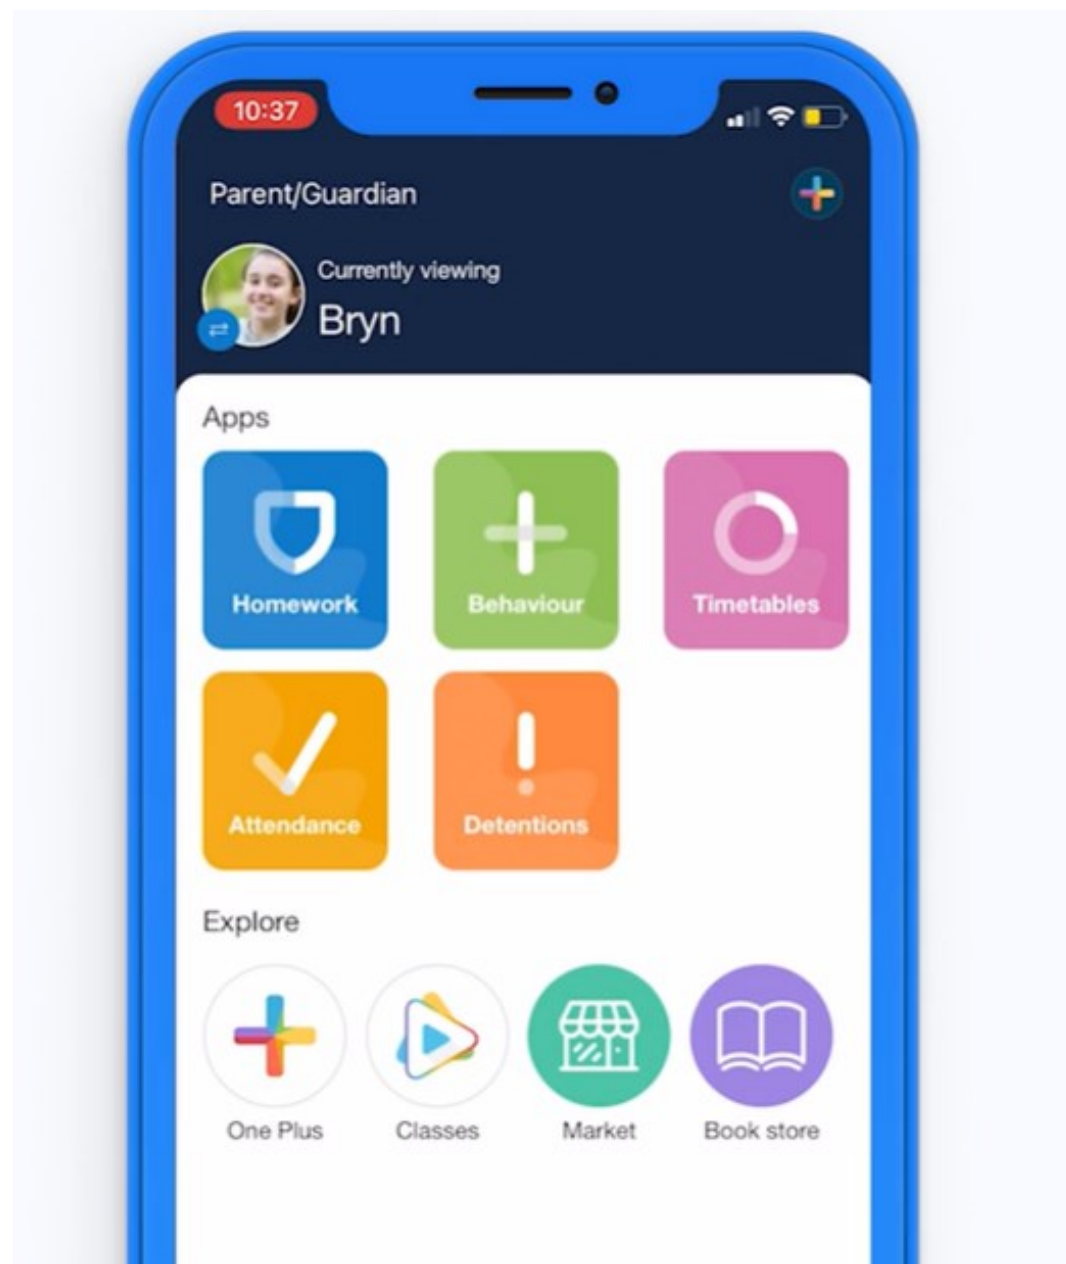 10:37
Parent/Guardian
Currently viewing
Bryn
Apps
Homework Behaviour Timetables
Attendance Detentions
Explore
One Plus Classes Market Book store